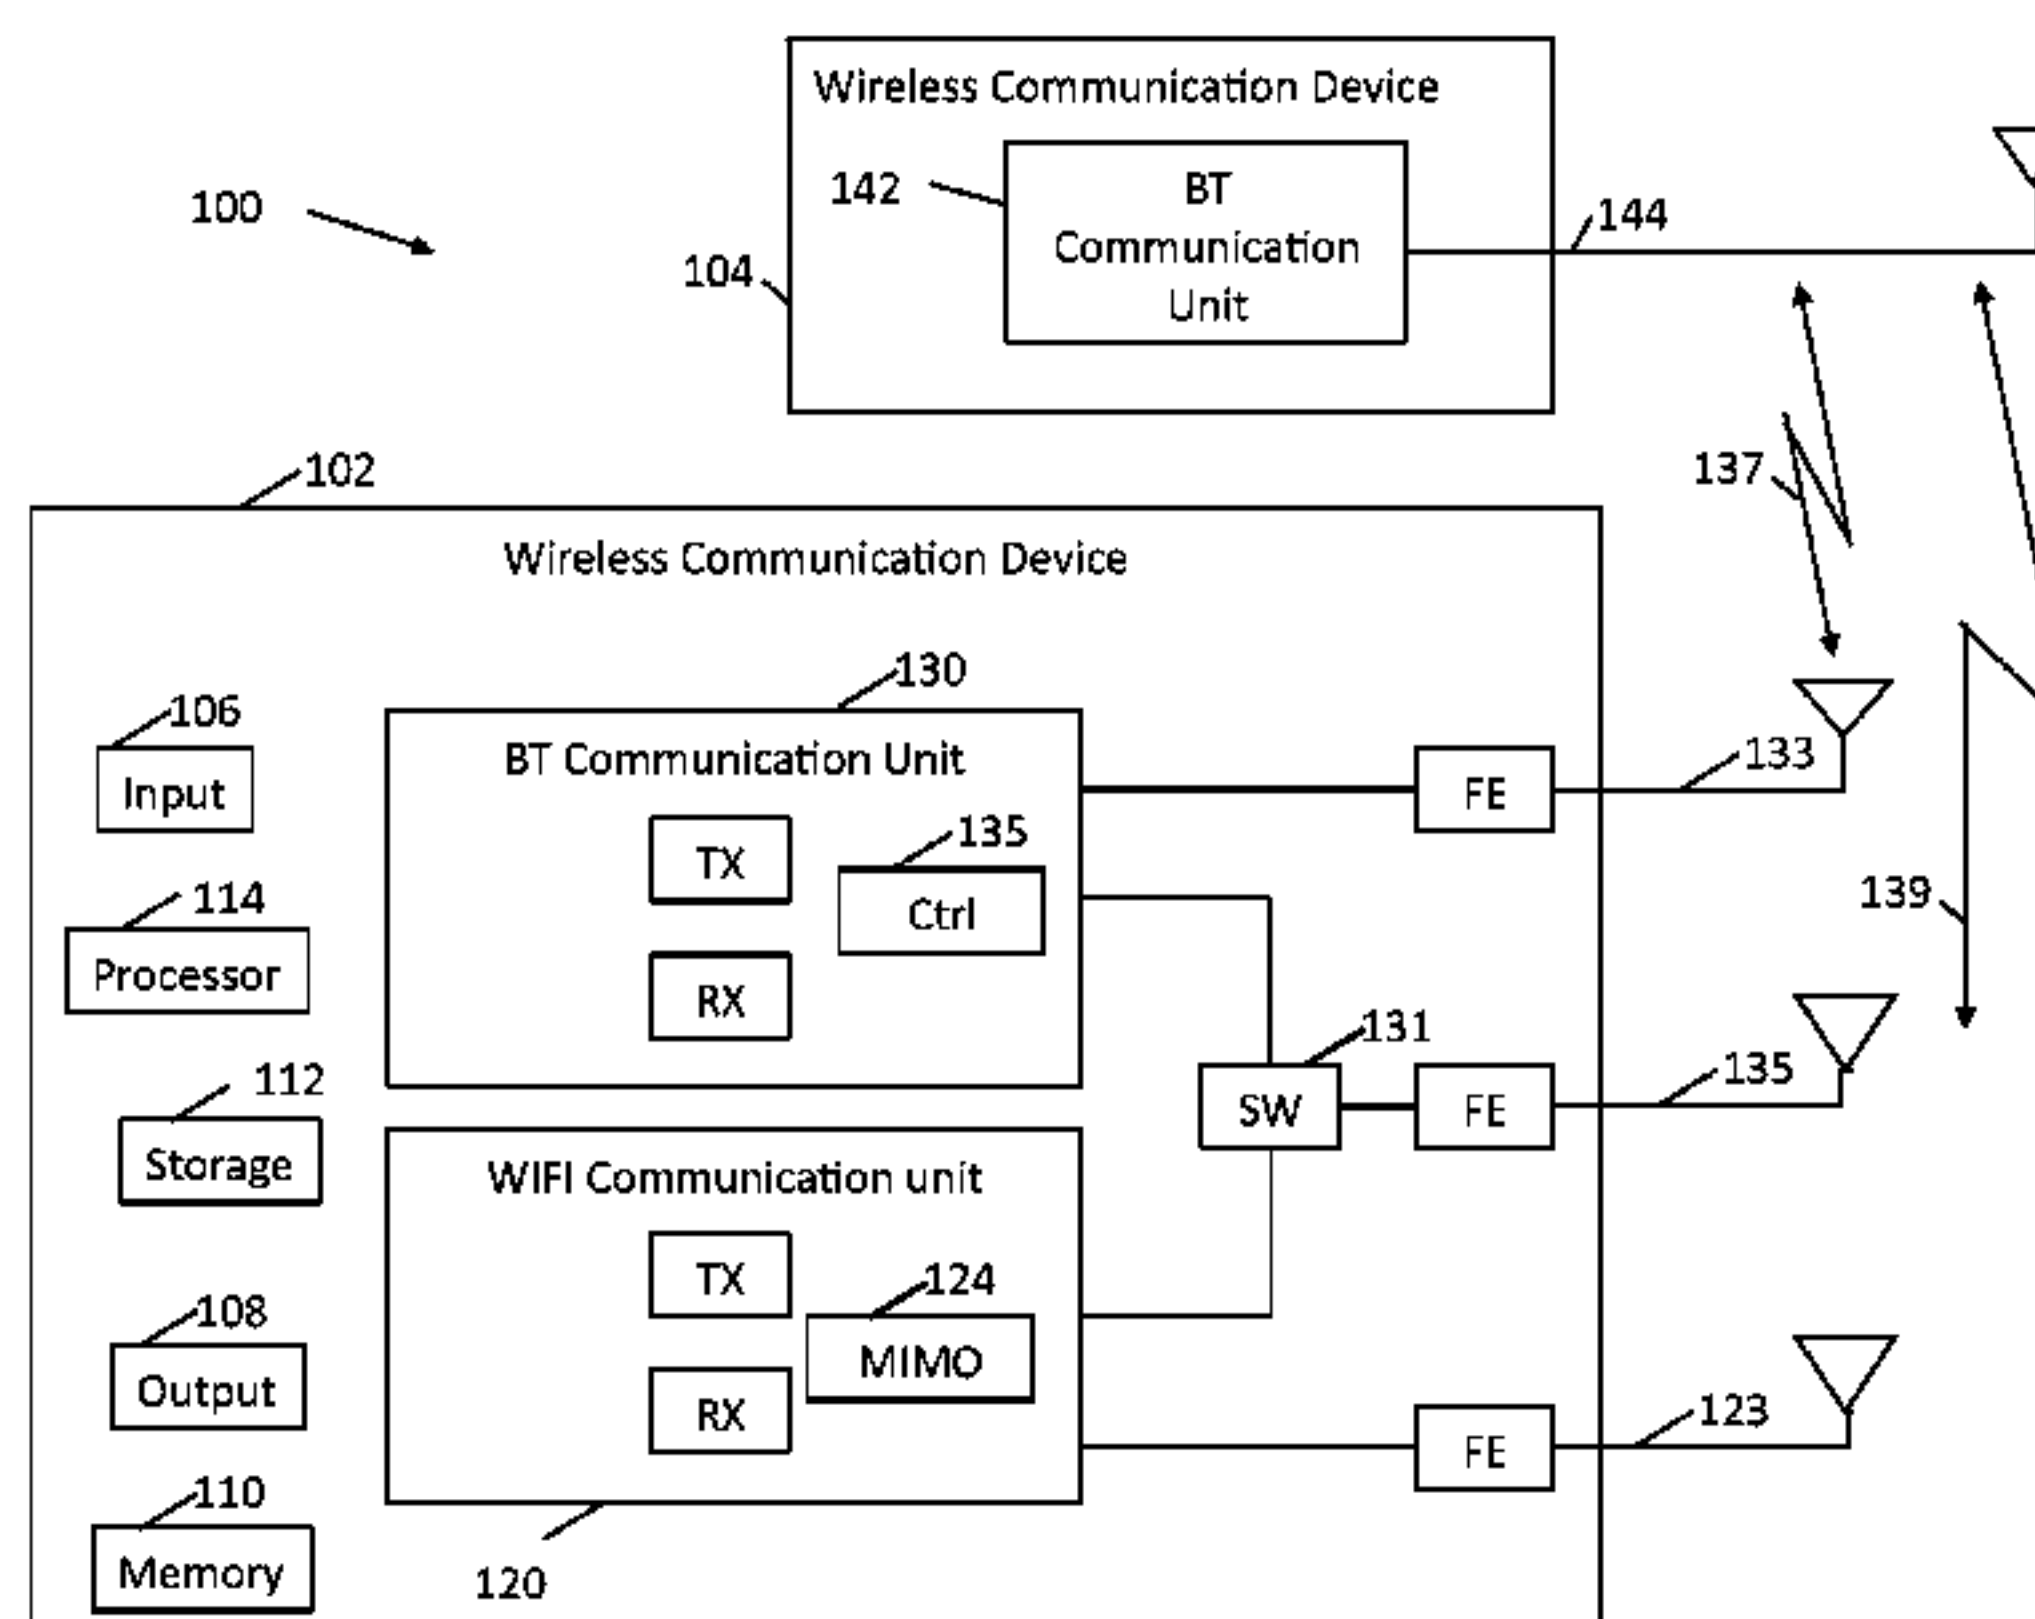 Wireless Communication Device
142
BT
Communication
Unit
100
104
144
137
102
Wireless Communication Device
130
106
Input
BT Communication Unit
FE
133
TX
135
Ctrl
114
Processor
RX
139
131
SW
FE
135
112
Storage
WIFI Communication unit
TX
124
MIMO
108
Output
RX
FE
123
110
Memory
120